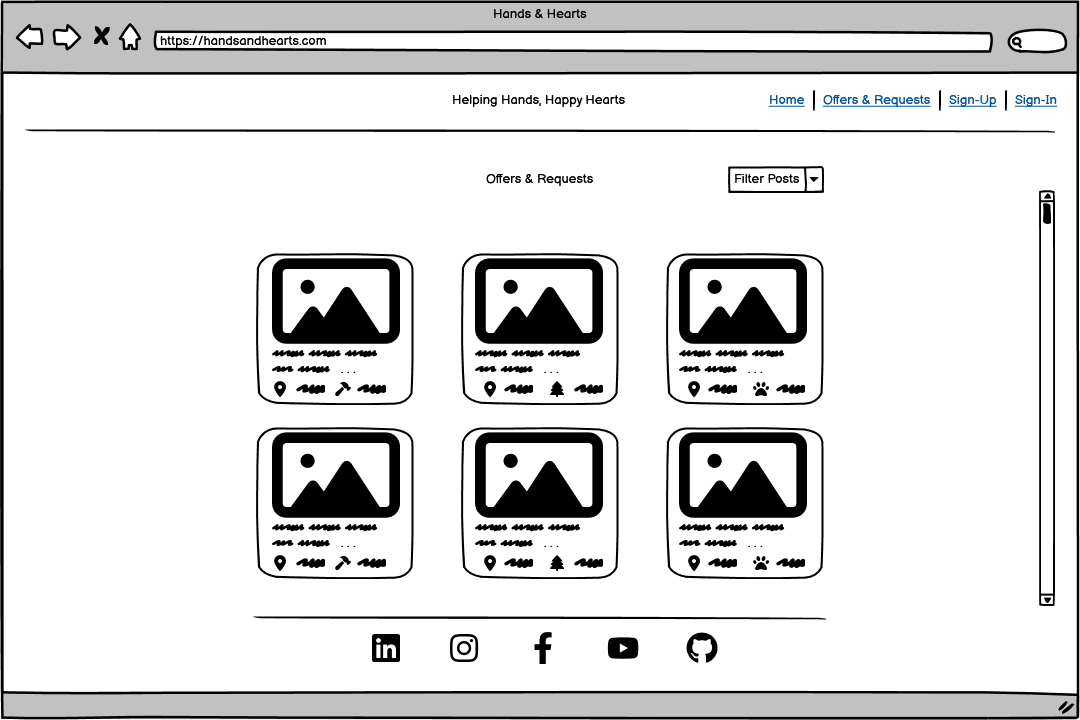 Hands & Hearts
https://handsandhearts.com
Helping Hands, Happy Hearts
Home
Offers & Requests
Sign-Up
Sign-In
Offers & Requests
Filter Posts
...
...
...
...
...
...
in